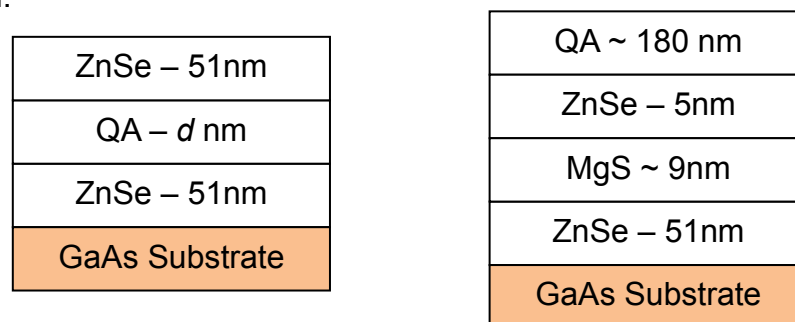 ZnSe – 51nm
QA – d nm
ZnSe – 51nm
GaAs Substrate
QA ~ 180 nm
ZnSe – 5nm
MgS ~ 9nm
ZnSe – 51nm
GaAs Substrate